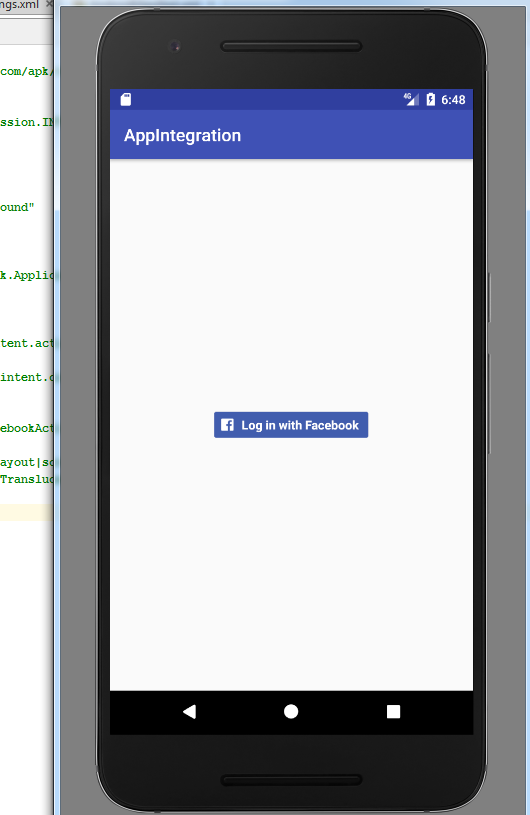 ngs.xml
com/apk/
ssion.IN
ound"
k.Applic
tent.act
intent.c
ebookAct
ayout|sc
Transluc
4G
6:48
AppIntegration
Log in with Facebook